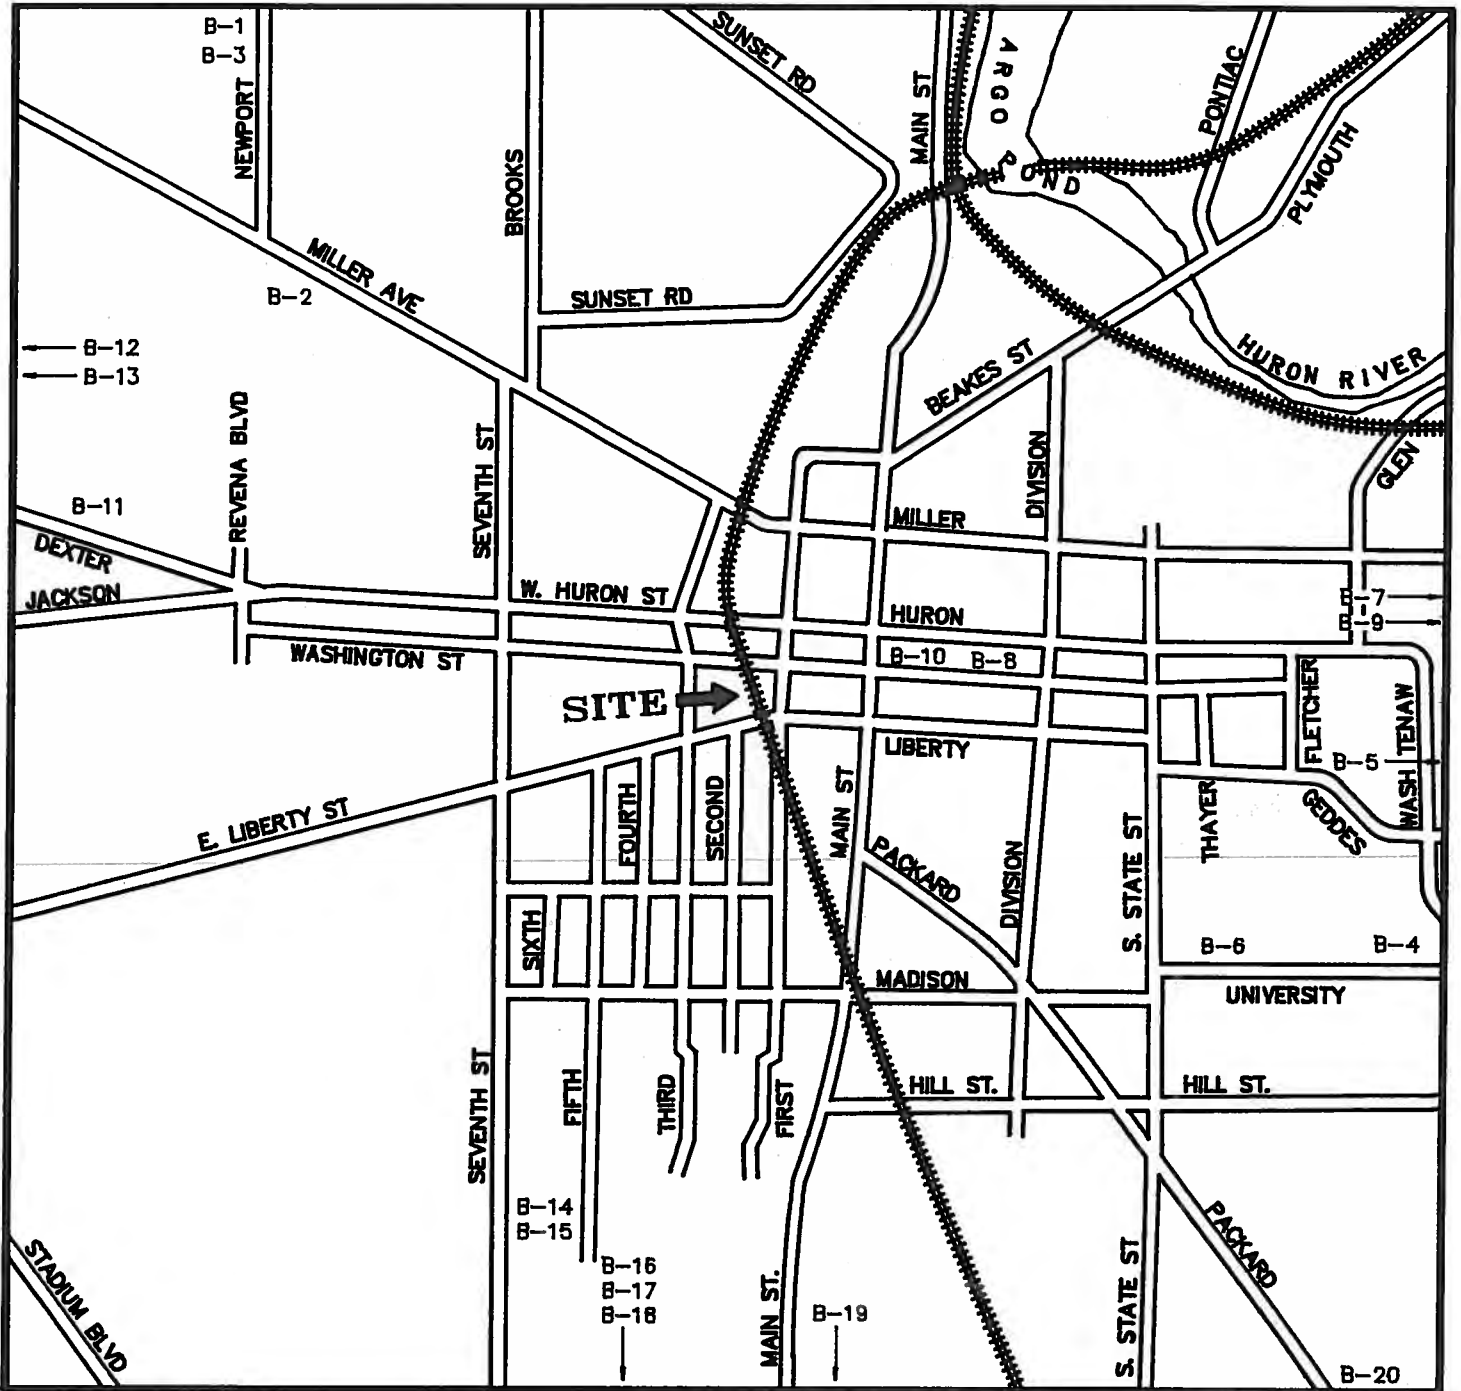 B-1
B-3
NEWPORT
BROOKS
SUNSET RD
MAIN ST
ARGO POND
PONTIAC
PLYMOUTH
MILLER AVE
B-2
SUNSET RD
B-12
B-13
BEAKES ST
HURON RIVER
REVENA BLVD
SEVENTH ST
DIVISION
GLEN
B-11
DEXTER
JACKSON
MILLER
W. HURON ST
HURON
B-7
B-9
WASHINGTON ST
B-10
B-8
SITE
FLETCHER
WASH TENAW
LIBERTY
B-5
E. LIBERTY ST
FOURTH
SECOND
MAIN ST
PACKARD
DIVISION
S. STATE ST
THAYER
GEDDES
SIXTH
B-6
B-4
MADISON
UNIVERSITY
SEVENTH ST
FIFTH
THIRD
FIRST
HILL ST.
HILL ST.
B-14
B-15
STADIUM BLVD
B-16
B-17
B-18
MAIN ST.
B-19
S. STATE ST
PACKARD
B-20